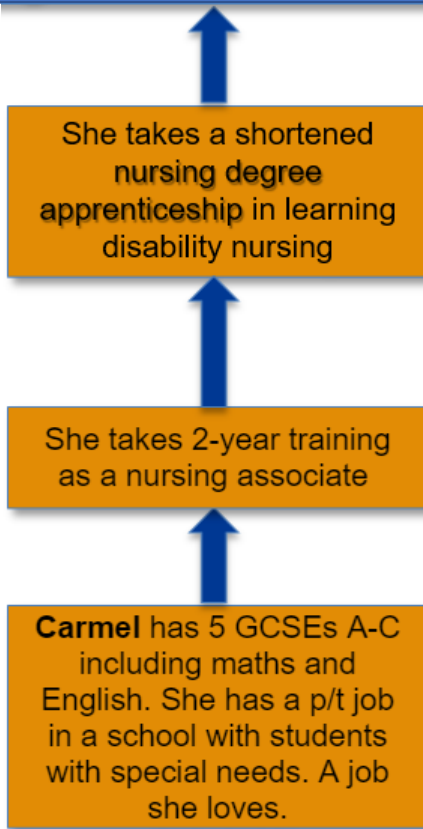 She takes a shortened
nursing degree
apprenticeship in learning
disability nursing
She takes 2-year training
as a nursing associate
Carmel has 5 GCSEs A-C
including maths and
English. She has a p/t job
in a school with students
with special needs. A job
she loves.